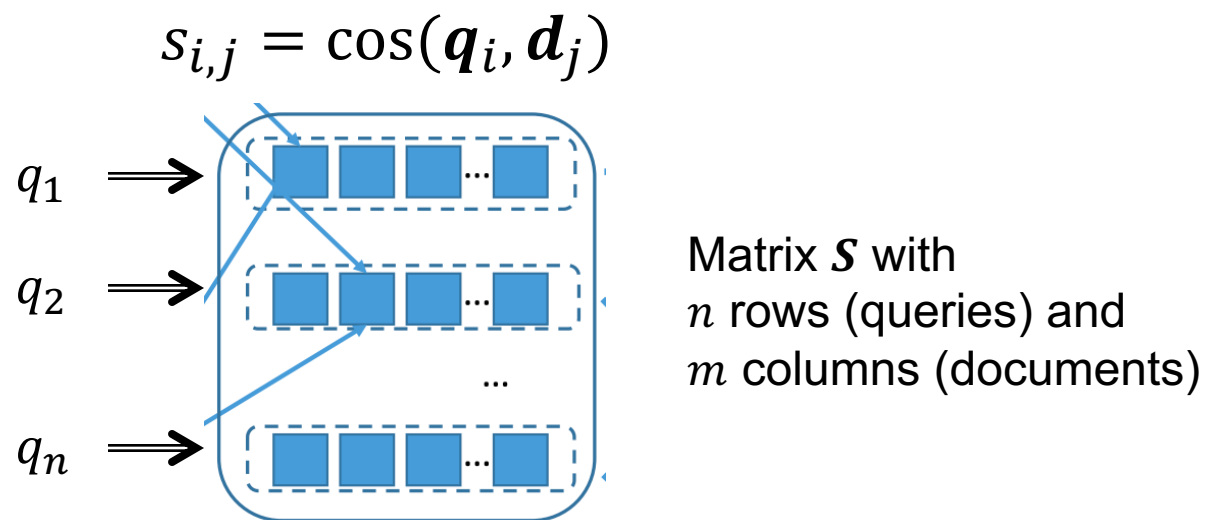 s_{i,j} = cos(q_i, d_j)
q_1
...
q_2
...
Matrix S with
n rows (queries) and
m columns (documents)
...
q_n
...